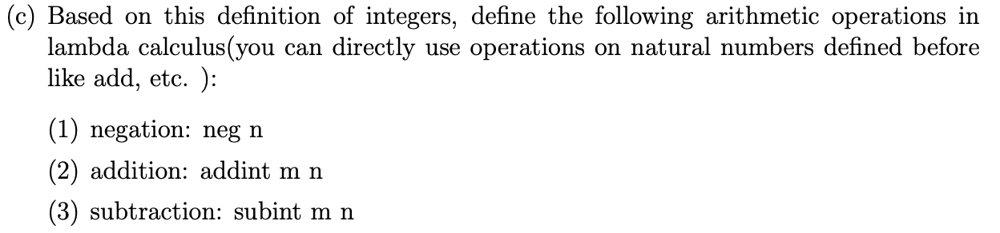 (c) Based on this definition of integers, define the following arithmetic operations in
lambda calculus(you can directly use operations on natural numbers defined before
like add, etc. ):
(1) negation: neg n
(2) addition: addint m n
(3) subtraction: subint m n